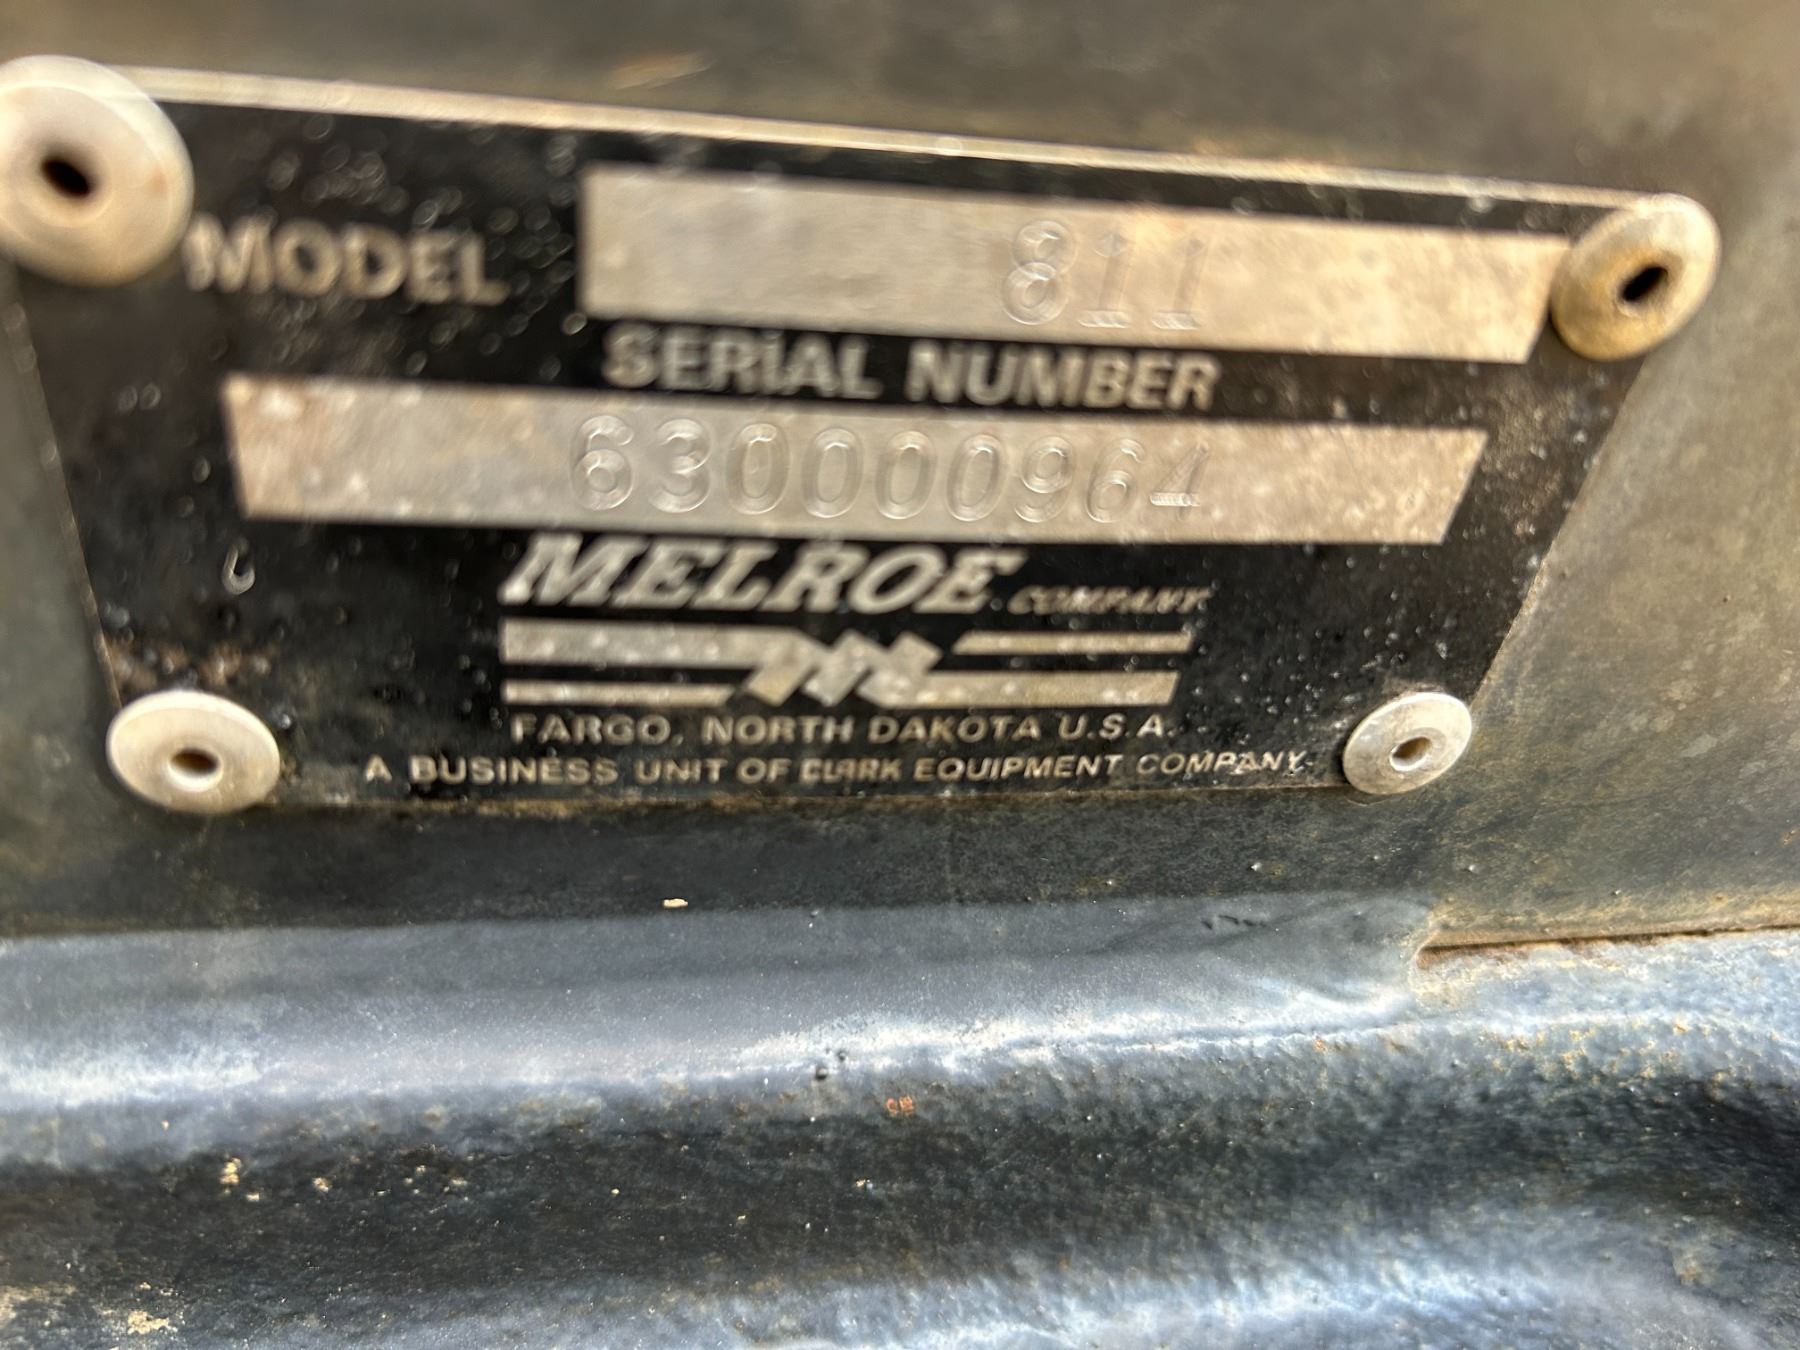 MODEL 811
SERIAL NUMBER
630000964
MELROE COMPANY
FARGO, NORTH DAKOTA U.S.A.
A BUSINESS UNIT OF CLARK EQUIPMENT COMPANY